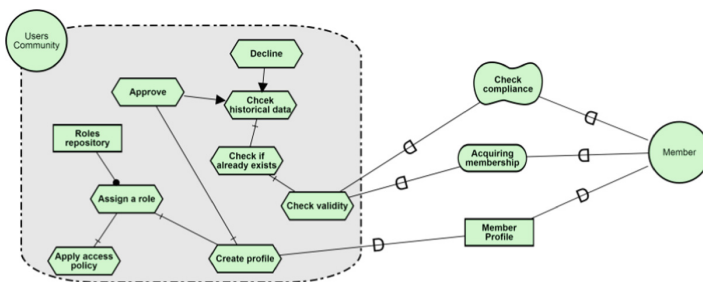 Users
Community
Decline
Approve
Chcek
historical data
Check
compliance
Roles
repository
Check if
already exists
Acquiring
membership
Member
Assign a role
Check validity
Member
Profile
Apply access
policy
Create profile